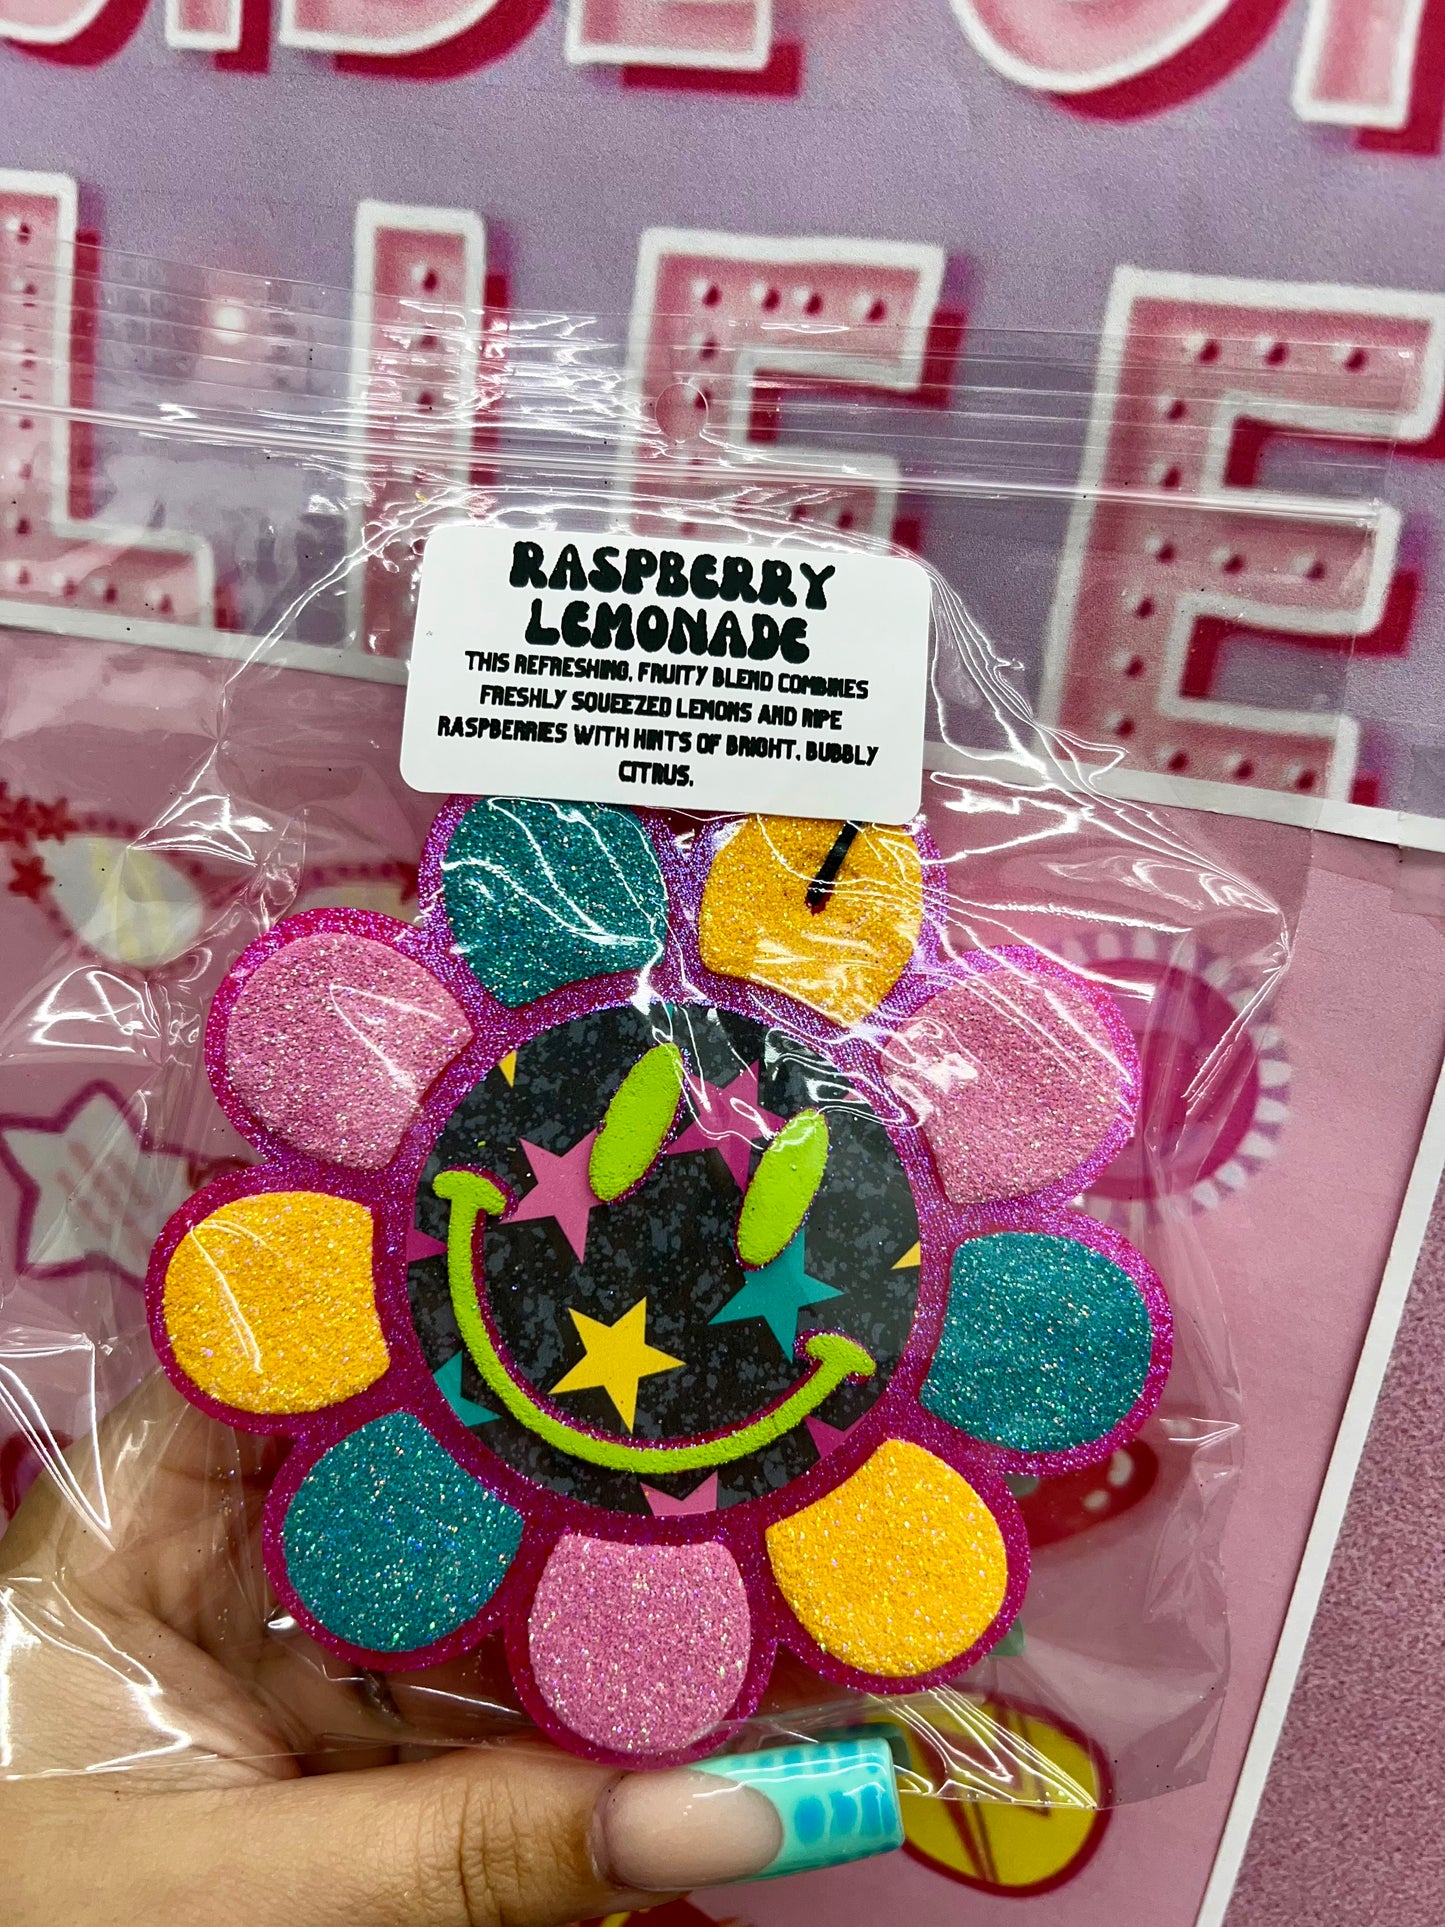 RASPBERRY
LEMONADE
THIS REFRESHING, FRUITY BLEND COMBINES
FRESHLY SQUEEZED LEMONS AND RIPE
RASPBERRIES WITH HINTS OF BRIGHT, BUBBLY
CITRUS.